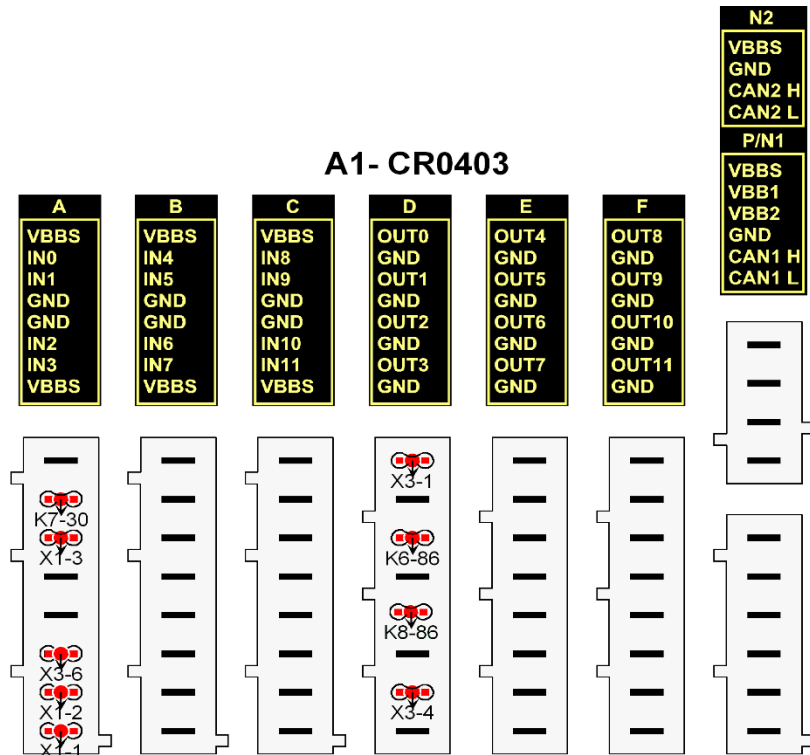 N2
VBBS
GND
CAN2 H
CAN2 L
P/N1
VBBS
VBB1
VBB2
GND
CAN1 H
CAN1 L
A1- CR0403
A
VBBS
IN0
IN1
GND
GND
IN2
IN3
VBBS
B
VBBS
IN4
IN5
GND
GND
IN6
IN7
VBBS
C
VBBS
IN8
IN9
GND
GND
IN10
IN11
VBBS
D
OUT0
GND
OUT1
GND
OUT2
GND
OUT3
GND
E
OUT4
GND
OUT5
GND
OUT6
GND
OUT7
GND
F
OUT8
GND
OUT9
GND
OUT10
GND
OUT11
GND
K7-30
X1-3
X3-6
X1-2
X1-1
X3-1
K6-86
K8-86
X3-4